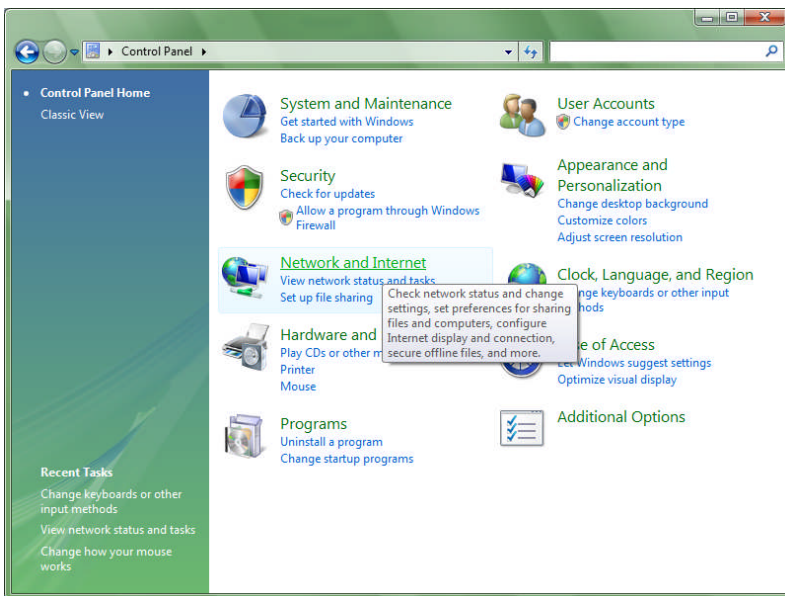 Control Panel
Control Panel Home
Classic View
Recent Tasks
Change keyboards or other
input methods
View network status and tasks
Change how your mouse
works
System and Maintenance
Get started with Windows
Back up your computer
Security
Check for updates
Allow a program through Windows
Firewall
Network and Internet
View network status and tasks
Set up file sharing
Check network status and change
settings, set preferences for sharing
files and computers, configure
Internet display and connection,
secure offline files, and more.
Hardware and
Play CDs or other
Printer
Mouse
Programs
Uninstall a program
Change startup programs
User Accounts
Change account type
Appearance and
Personalization
Change desktop background
Customize colors
Adjust screen resolution
Clock, Language, and Region
keyboards or other input
of Access
Let Windows suggest settings
Optimize visual display
Additional Options